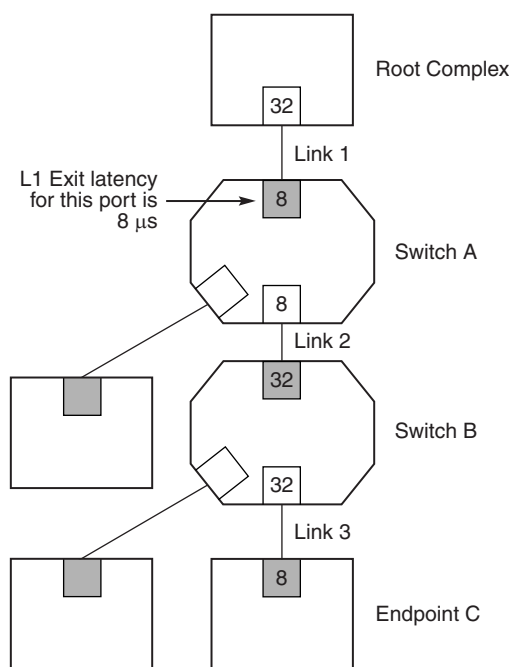 Root Complex
32
Link 1
L1 Exit latency
for this port is
8 μs
8
Switch A
8
Link 2
32
Switch B
32
Link 3
8
Endpoint C